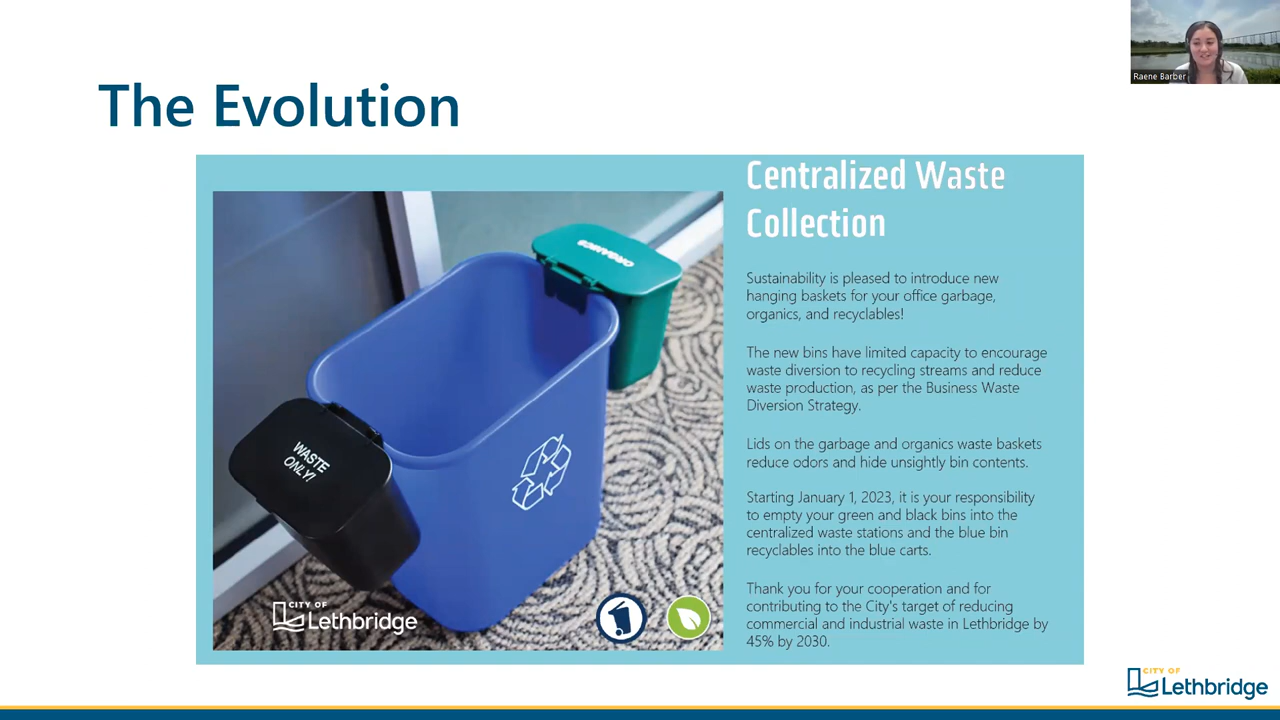 Raene Barber
The Evolution
Centralized Waste
Collection
Sustainability is pleased to introduce new
hanging baskets for your office garbage,
organics, and recyclables!
The new bins have limited capacity to encourage
waste diversion to recycling streams and reduce
waste production, as per the Business Waste
Diversion Strategy.
Lids on the garbage and organics waste baskets
reduce odors and hide unsightly bin contents.
Starting January 1, 2023, it is your responsibility
to empty your green and black bins into the
centralized waste stations and the blue bin
recyclables into the blue carts.
Thank you for your cooperation and for
contributing to the City's target of reducing
commercial and industrial waste in Lethbridge by
45% by 2030.
ORGANICS
WASTE
ONLY!
CITY OF
Lethbridge
CITY OF
Lethbridge